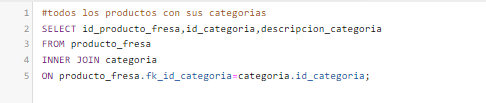 1 #todos los productos con sus categorias
2 SELECT id_producto_fresa,id_categoria,descripcion_categoria
3 FROM producto_fresa
4 INNER JOIN categoria
5 ON producto_fresa.fk_id_categoria=categoria.id_categoria;